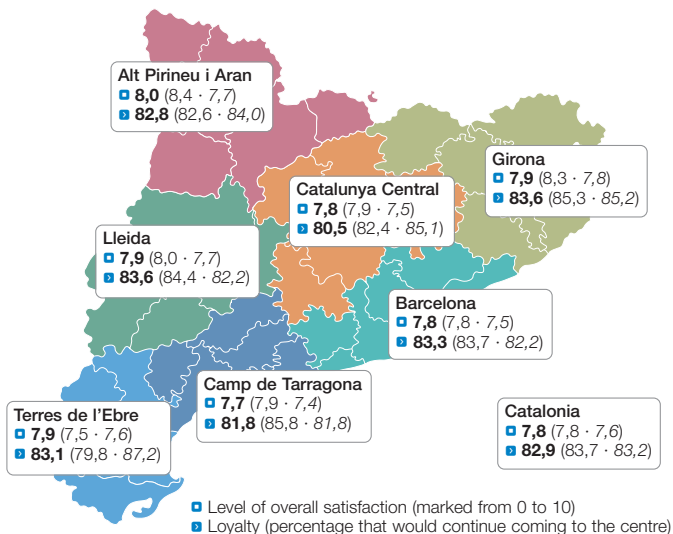 Alt Pirineu i Aran
8,0 (8,4 · 7,7)
82,8 (82,6 · 84,0)
Girona
7,9 (8,3 · 7,8)
83,6 (85,3 · 85,2)
Catalunya Central
7,8 (7,9 · 7,5)
80,5 (82,4 · 85,1)
Lleida
7,9 (8,0 · 7,7)
83,6 (84,4 · 82,2)
Barcelona
7,8 (7,8 · 7,5)
83,3 (83,7 · 82,2)
Camp de Tarragona
7,7 (7,9 · 7,4)
81,8 (85,8 · 81,8)
Terres de l’Ebre
7,9 (7,5 · 7,6)
83,1 (79,8 · 87,2)
Catalonia
7,8 (7,8 · 7,6)
82,9 (83,7 · 83,2)
Level of overall satisfaction (marked from 0 to 10)
Loyalty (percentage that would continue coming to the centre)